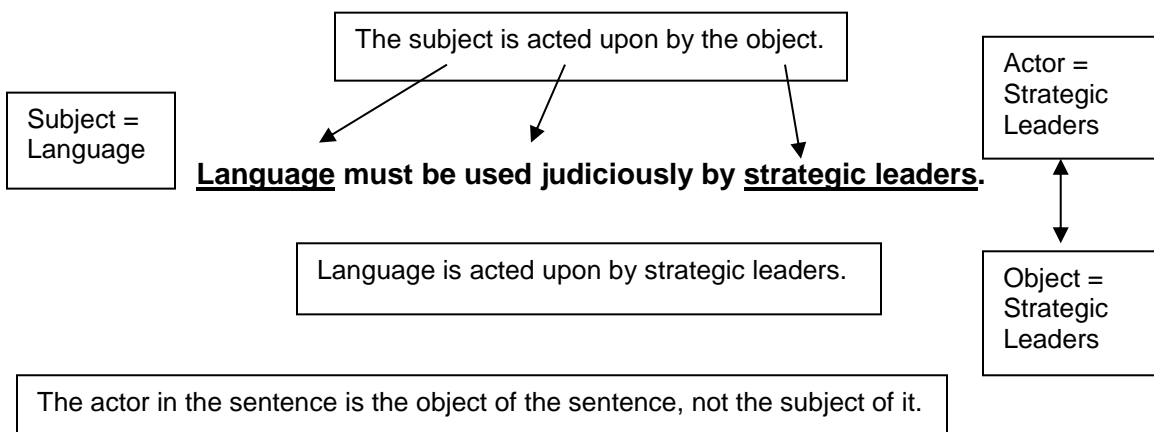 The subject is acted upon by the object.
Actor =
Strategic
Leaders
Subject =
Language
Language must be used judiciously by strategic leaders.
Language is acted upon by strategic leaders.
Object =
Strategic
Leaders
The actor in the sentence is the object of the sentence, not the subject of it.